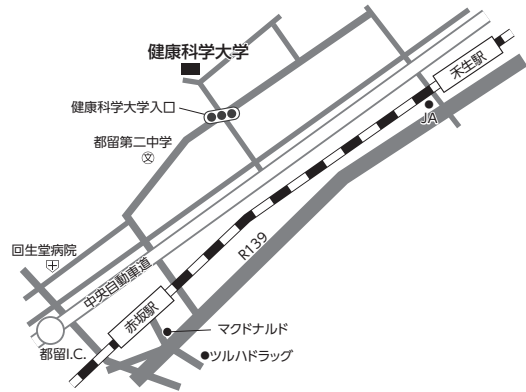 健康科学大学
禾生駅
健康科学大学入口
JA
都留第二中学
文
回生堂病院
R139
中央自動車道
赤坂駅
マクドナルド
都留I.C.
ツルハドラッグ